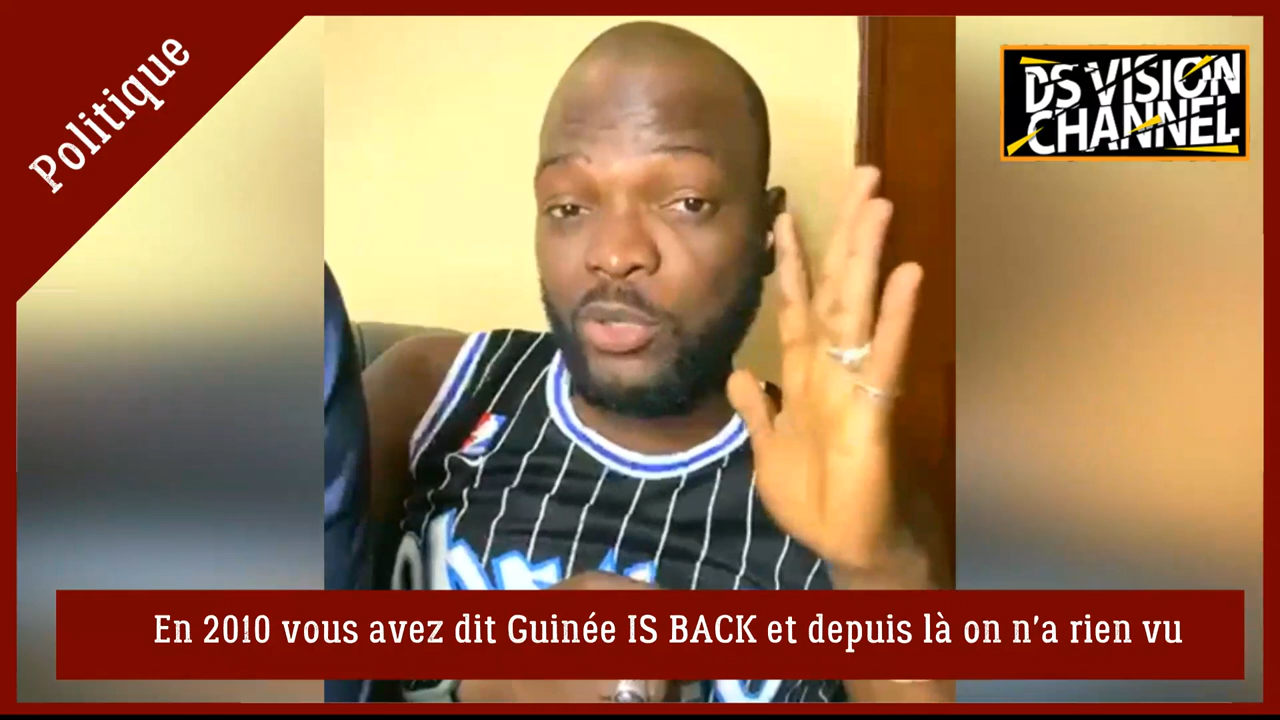 Politique
DS VISION
CHANNEL
En 2010 vous avez dit Guinée IS BACK et depuis là on n'a rien vu